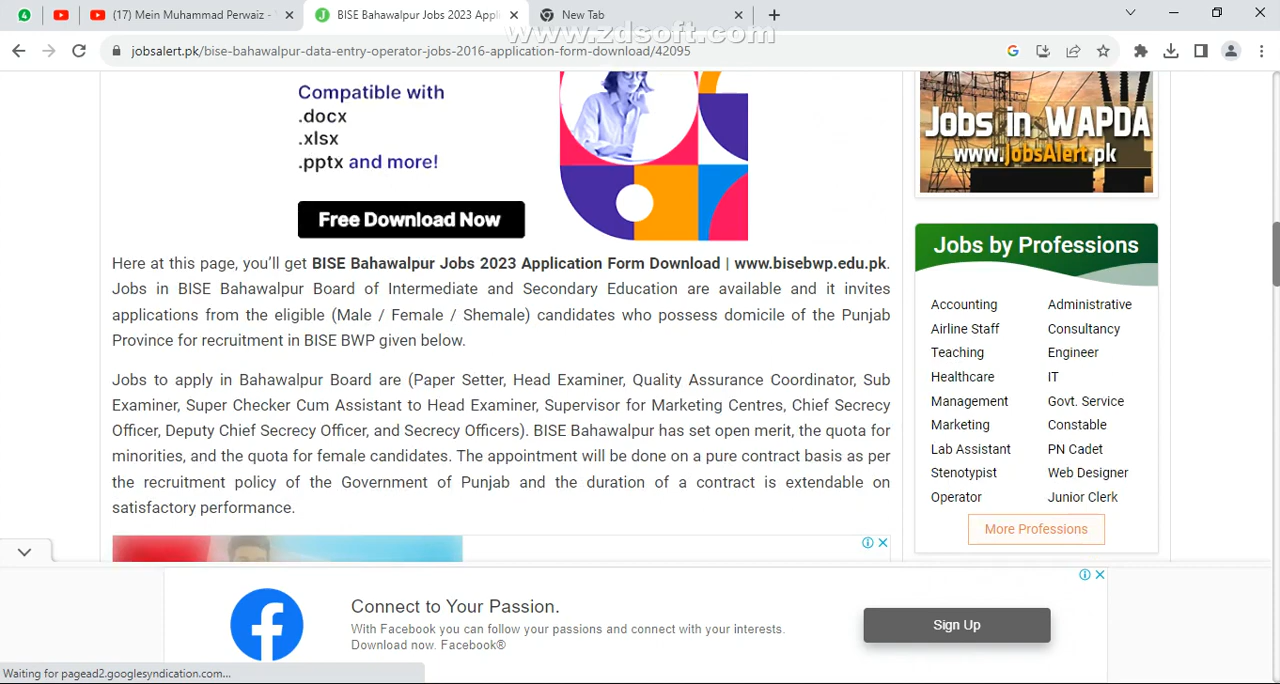 4
(17) Mein Muhammad Perwaiz -
BISE Bahawalpur Jobs 2023 Appli
New Tab
www.zdsoft.com
jobsalert.pk/bise-bahawalpur-data-entry-operator-jobs-2016-application-form-download/42095
Compatible with
.docx
.xlsx
.pptx and more!
Free Download Now
Jobs in WAPDA
www.JobsAlert.pk
Here at this page, you'll get BISE Bahawalpur Jobs 2023 Application Form Download | www.bisebwp.edu.pk.
Jobs in BISE Bahawalpur Board of Intermediate and Secondary Education are available and it invites
applications from the eligible (Male / Female / Shemale) candidates who possess domicile of the Punjab
Province for recruitment in BISE BWP given below.
Jobs to apply in Bahawalpur Board are (Paper Setter, Head Examiner, Quality Assurance Coordinator, Sub
Examiner, Super Checker Cum Assistant to Head Examiner, Supervisor for Marketing Centres, Chief Secrecy
Officer, Deputy Chief Secrecy Officer, and Secrecy Officers). BISE Bahawalpur has set open merit, the quota for
minorities, and the quota for female candidates. The appointment will be done on a pure contract basis as per
the recruitment policy of the Government of Punjab and the duration of a contract is extendable on
satisfactory performance.
Jobs by Professions
Accounting Administrative
Airline Staff Consultancy
Teaching Engineer
Healthcare IT
Management Govt. Service
Marketing Constable
Lab Assistant PN Cadet
Stenotypist Web Designer
Operator Junior Clerk
More Professions
Connect to Your Passion.
With Facebook you can follow your passions and connect with your interests.
Download now. Facebook®
Sign Up
Waiting for pagead2.googlesyndication.com...